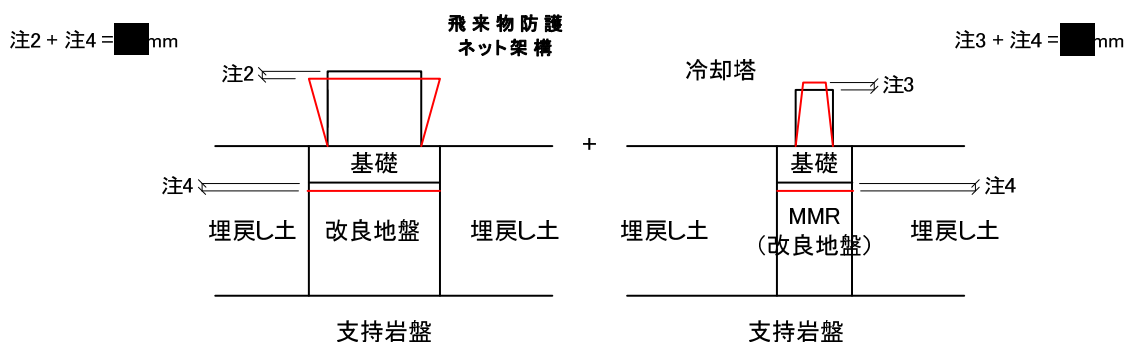 飛来物防護
ネット架構
注2 + 注4 = mm
注2
基礎
注4
埋戻し土
改良地盤
埋戻し土
支持岩盤
+
注3 + 注4 = mm
冷却塔
注3
基礎
注4
埋戻し土
MMR
（改良地盤）
埋戻し土
支持岩盤